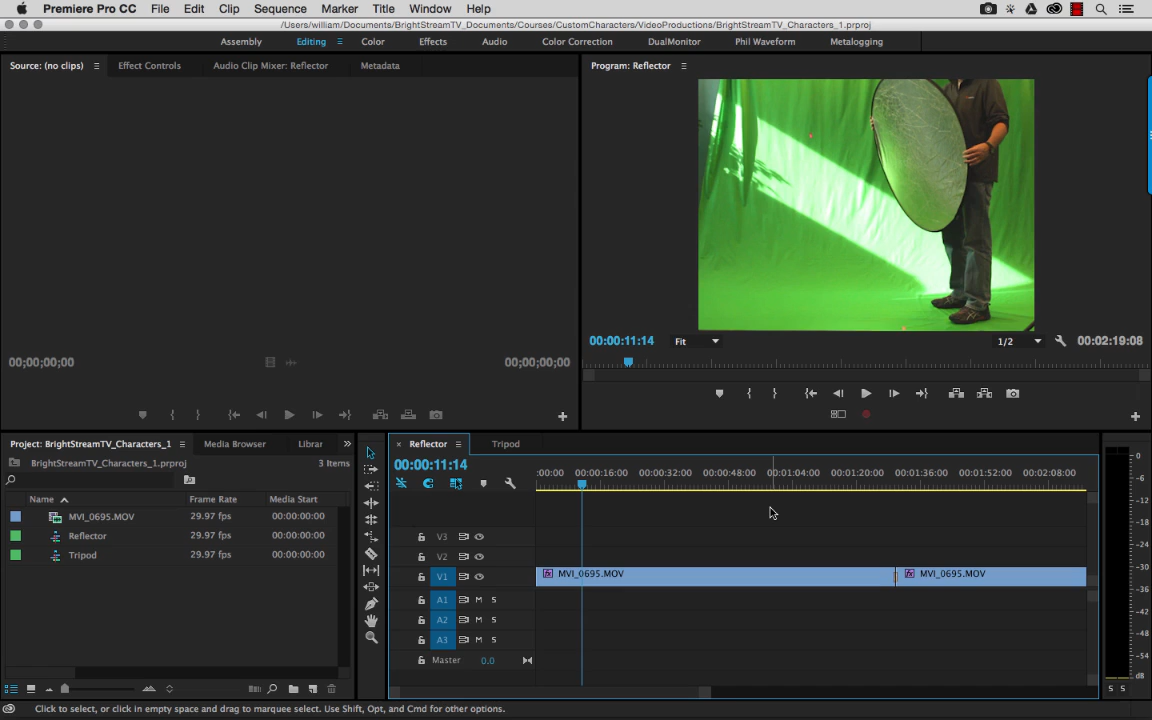 Premiere Pro CC File Edit Clip Sequence Marker Title Window Help
/Users/william/Documents/BrightStreamTV_Documents/Courses/CustomCharacters/VideoProductions/BrightStreamTV_Characters_1.prproj
Assembly Editing Color Effects Audio Color Correction DualMonitor Phil Waveform Metalogging
Source: (no clips) Effect Controls Audio Clip Mixer: Reflector Metadata
Program: Reflector
00;00;00;00 00;00;00;00
00:00:11:14 Fit 1/2 00:02:19:08
Project: BrightStreamTV_Characters_1 Media Browser Librar
BrightStreamTV_Characters_1.prproj 3 Items
Name Frame Rate Media Start
MVI_0695.MOV 29.97 fps 00:00:00:00
Reflector 29.97 fps 00:00:00:00
Tripod 29.97 fps 00:00:00:00
× Reflector Tripod
00:00:11:14
:00:00 00:00:16:00 00:00:32:00 00:00:48:00 00:01:04:00 00:01:20:00 00:01:36:00 00:01:52:00 00:02:08:00
V3
V2
V1 fx MVI_0695.MOV fx MVI_0695.MOV
A1 M S
A2 M S
A3 M S
Master 0.0
0
-6
-12
-18
-24
-30
-36
-42
-48
-54
dB
S S
Click to select, or click in empty space and drag to marquee select. Use Shift, Opt, and Cmd for other options.